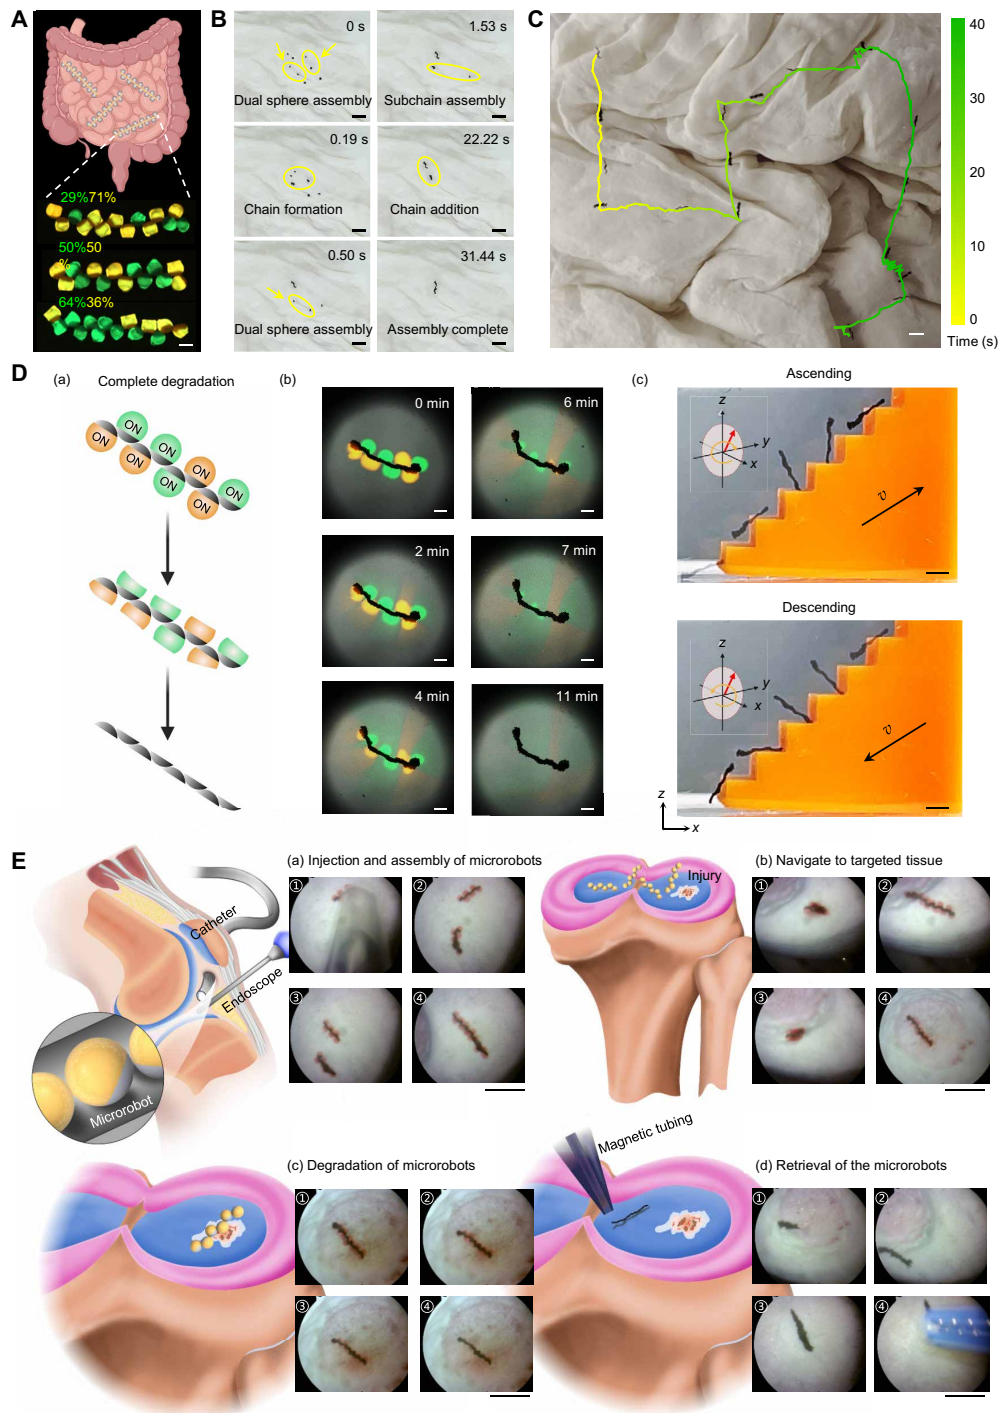 A
29%71%
50%50
%
64%36%
B
0 s
Dual sphere assembly
1.53 s
Subchain assembly
0.19 s
Chain formation
22.22 s
Chain addition
0.50 s
Dual sphere assembly
31.44 s
Assembly complete
C
40
30
20
10
0
Time (s)
D
(a)
Complete degradation
ON
ON
ON
ON
ON
ON
ON
ON
(b)
0 min
6 min
2 min
7 min
4 min
11 min
(c)
Ascending
z
y
x
v
Descending
z
y
x
v
z
x
E
Catheter
Endoscope
Microrobot
(a) Injection and assembly of microrobots
①
②
③
④
Injury
(b) Navigate to targeted tissue
①
②
③
④
(c) Degradation of microrobots
①
②
③
④
Magnetic tubing
(d) Retrieval of the microrobots
①
②
③
④